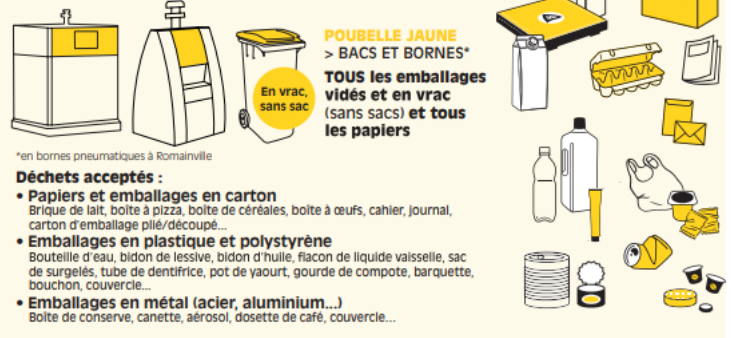 POUBELLE JAUNE
> BACS ET BORNES*
TOUS les emballages
vidés et en vrac
(sans sacs) et tous
les papiers
En vrac,
sans sac
*en bornes pneumatiques à Romainville
Déchets acceptés :
• Papiers et emballages en carton
Brique de lait, boîte à pizza, boîte de céréales, boîte à œufs, cahier, journal,
carton d'emballage plié/découpé...
• Emballages en plastique et polystyrène
Bouteille d'eau, bidon de lessive, bidon d'huile, flacon de liquide vaisselle, sac
de surgelés, tube de dentifrice, pot de yaourt, gourde de compote, barquette,
bouchon, couvercle...
• Emballages en métal (acier, aluminium...)
Boîte de conserve, canette, aérosol, dosette de café, couvercle...